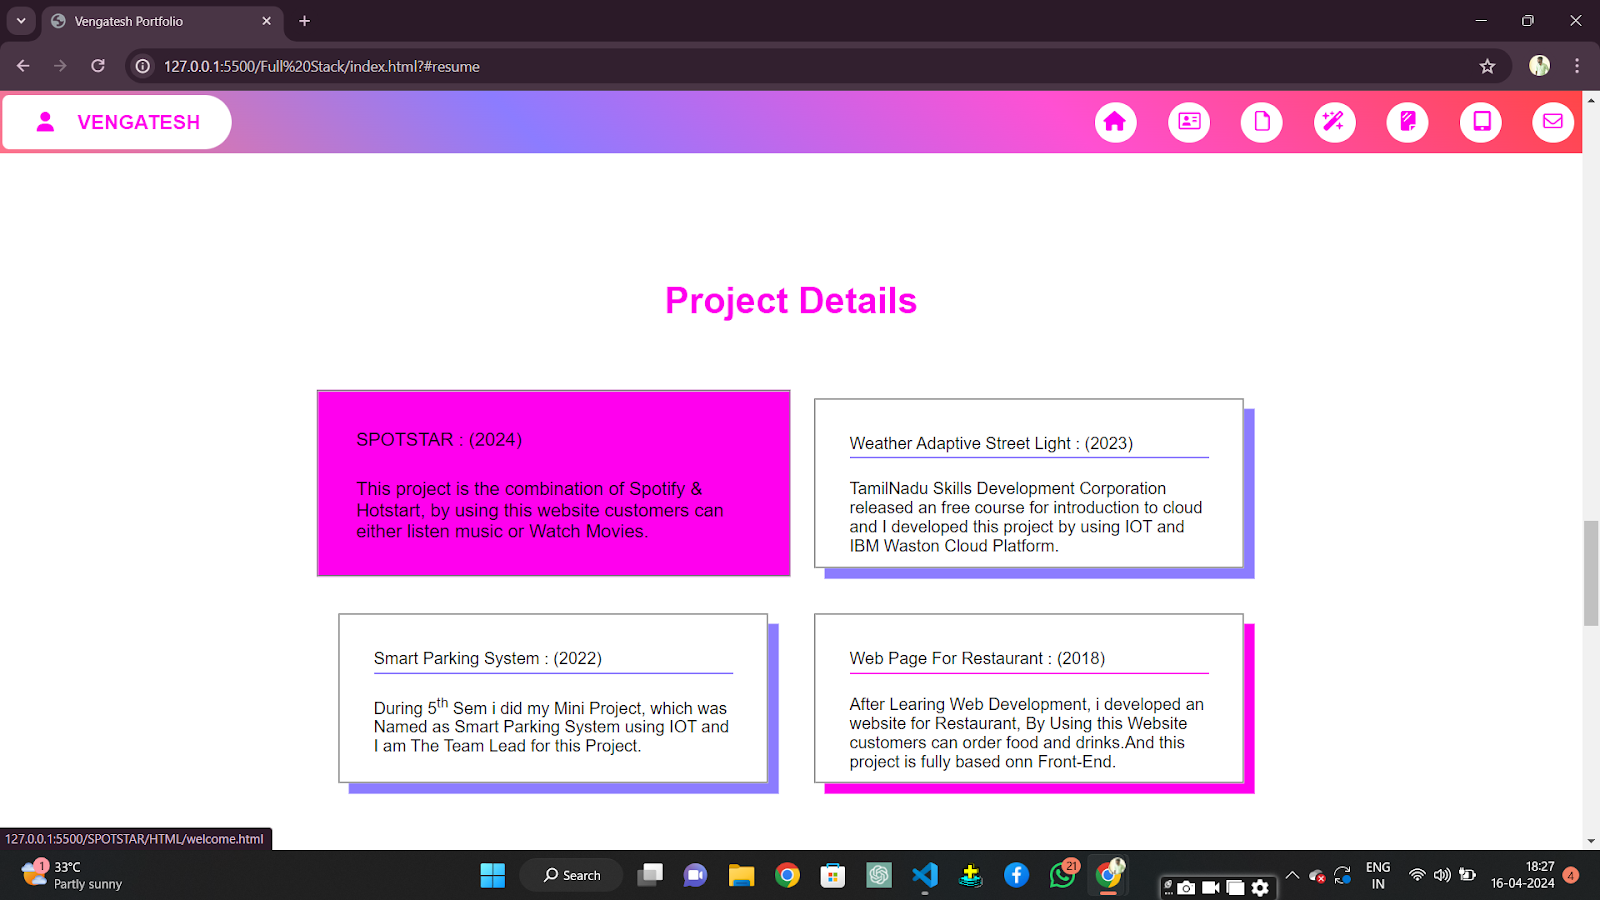 Vengatesh Portfolio
127.0.0.1:5500/Full%20Stack/index.html?#resume
VENGATESH
Project Details
SPOTSTAR : (2024)
This project is the combination of Spotify &
Hotstart, by using this website customers can
either listen music or Watch Movies.
Weather Adaptive Street Light : (2023)
TamilNadu Skills Development Corporation
released an free course for introduction to cloud
and I developed this project by using IOT and
IBM Waston Cloud Platform.
Smart Parking System : (2022)
During 5th Sem i did my Mini Project, which was
Named as Smart Parking System using IOT and
I am The Team Lead for this Project.
Web Page For Restaurant : (2018)
After Learing Web Development, i developed an
website for Restaurant, By Using this Website
customers can order food and drinks.And this
project is fully based onn Front-End.
127.0.0.1:5500/SPOTSTAR/HTML/welcome.html
1
33°C
Partly sunny
Search
21
ENG
IN
18:27
16-04-2024
4